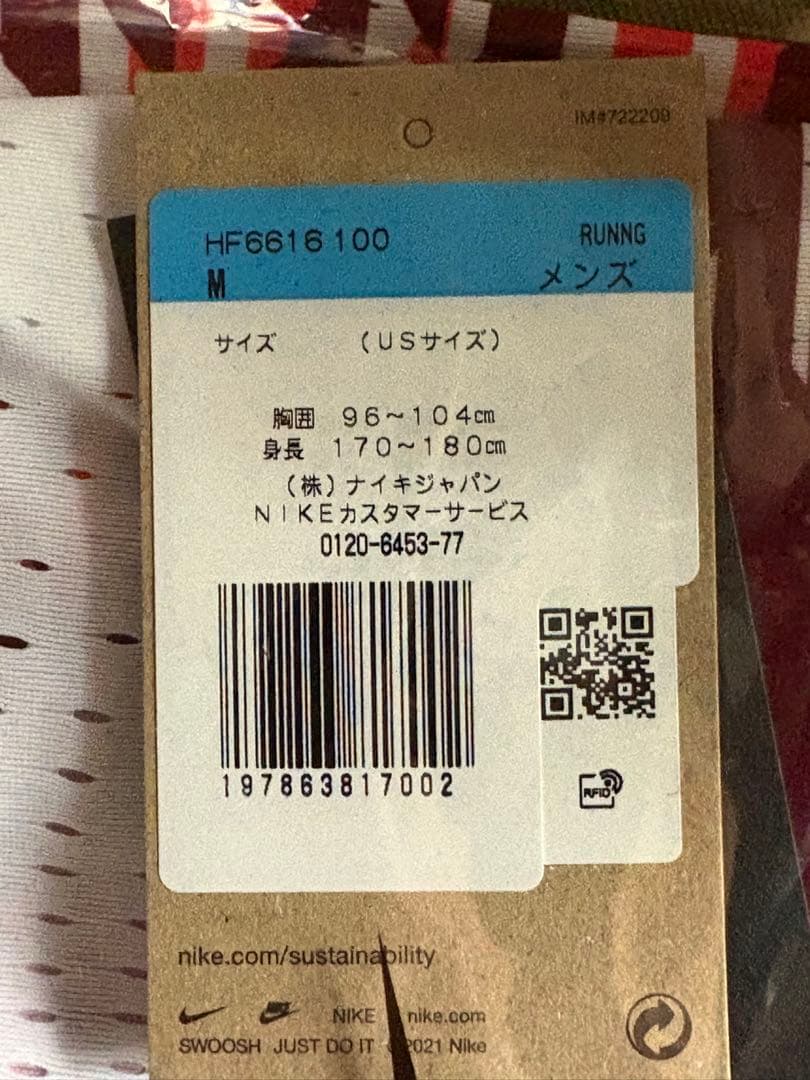 IM#722209
HF6616 100
RUNNG
M
メンズ
サイズ (USサイズ)
胸囲 96~104cm
身長 170~180cm
(株)ナイキジャパン
NIKEカスタマーサービス
0120-6453-77
197863817002
RFID
nike.com/sustainability
NIKE nike.com
SWOOSH JUST DO IT ©2021 Nike